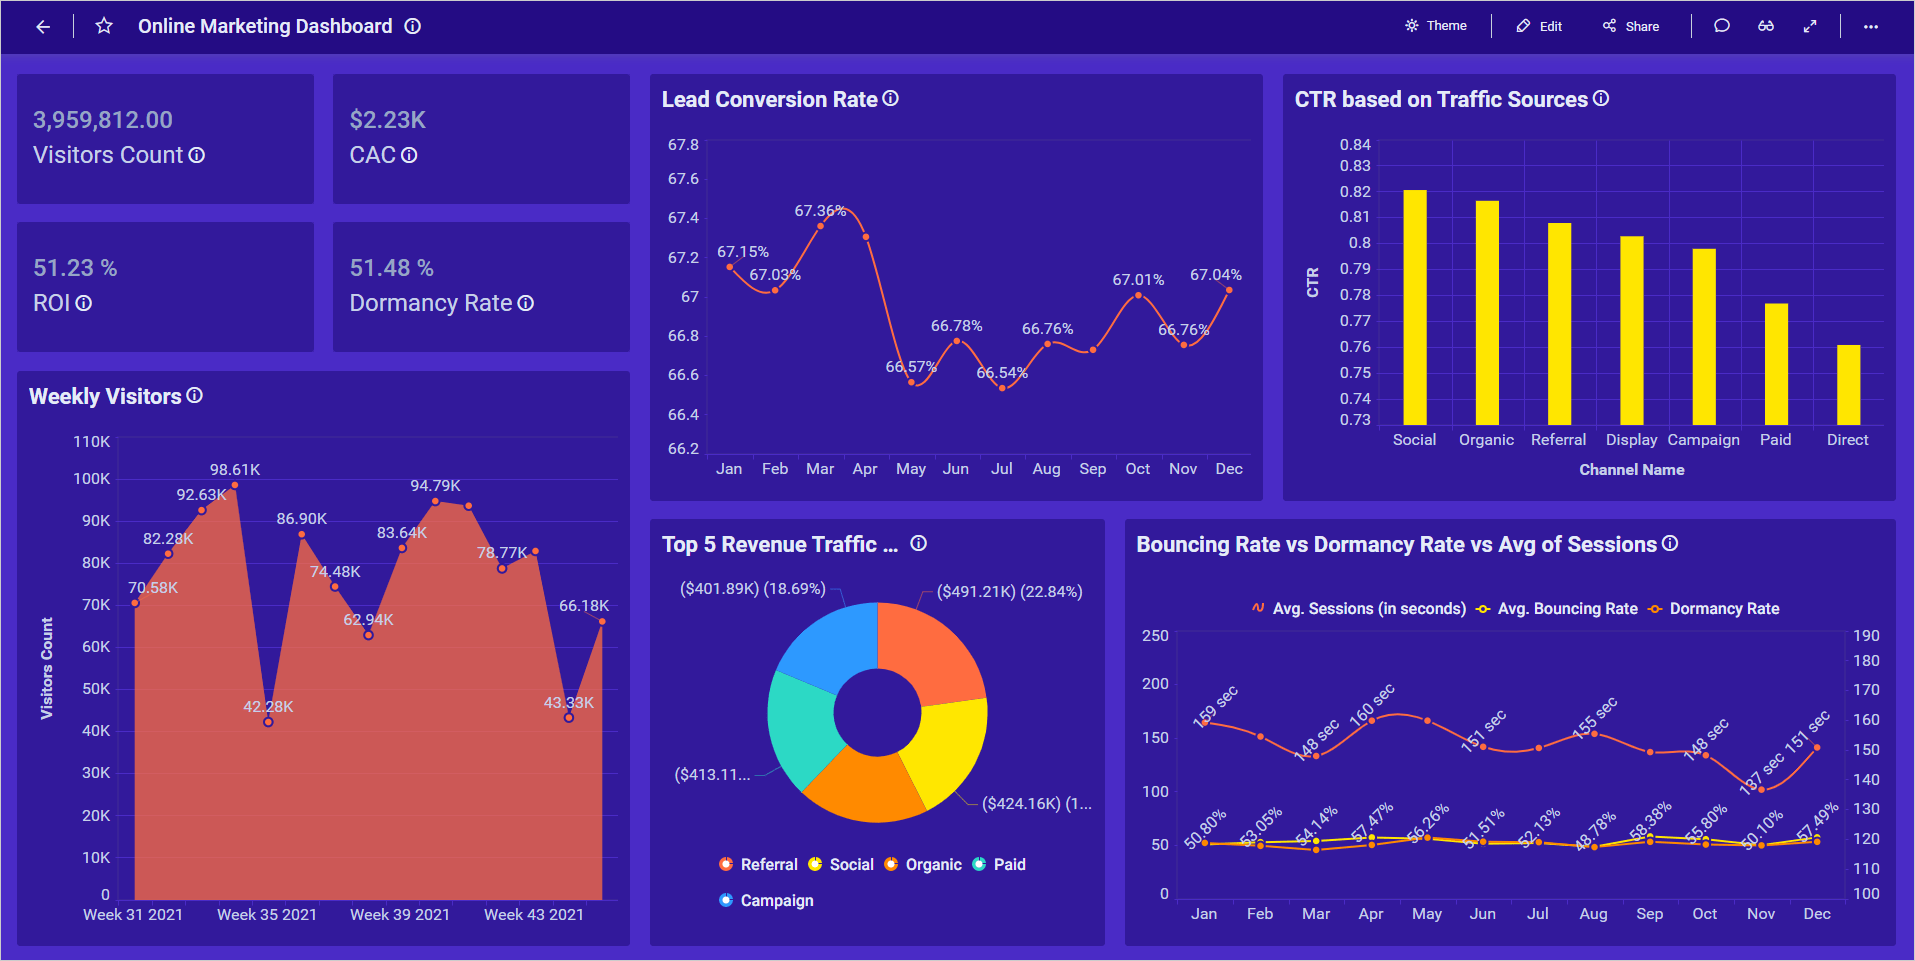 Online Marketing Dashboard
Theme
Edit
Share
3,959,812.00
Visitors Count
$2.23K
CAC
51.23 %
ROI
51.48 %
Dormancy Rate
Weekly Visitors
110K
100K
90K
80K
70K
60K
50K
40K
30K
20K
10K
0
Visitors Count
70.58K
82.28K
92.63K
98.61K
42.28K
86.90K
74.48K
62.94K
83.64K
94.79K
78.77K
43.33K
66.18K
Week 31 2021 Week 35 2021 Week 39 2021 Week 43 2021
Lead Conversion Rate
67.8
67.6
67.4
67.2
67
66.8
66.6
66.4
66.2
67.15%
67.03%
67.36%
66.57%
66.78%
66.54%
66.76%
67.01%
66.76%
67.04%
Jan Feb Mar Apr May Jun Jul Aug Sep Oct Nov Dec
CTR based on Traffic Sources
0.84
0.83
0.82
0.81
0.8
0.79
0.78
0.77
0.76
0.75
0.74
0.73
CTR
Social Organic Referral Display Campaign Paid Direct
Channel Name
Top 5 Revenue Traffic ...
($401.89K) (18.69%)
($491.21K) (22.84%)
($413.11...
($424.16K) (1...
Referral Social Organic Paid
Campaign
Bouncing Rate vs Dormancy Rate vs Avg of Sessions
Avg. Sessions (in seconds) Avg. Bouncing Rate Dormancy Rate
250
200
150
100
50
0
159 sec
148 sec
160 sec
151 sec
155 sec
148 sec
137 sec
151 sec
50.80%
53.05%
54.14%
57.47%
56.26%
51.51%
52.13%
48.78%
58.38%
55.80%
50.10%
57.49%
190
180
170
160
150
140
130
120
110
100
Jan Feb Mar Apr May Jun Jul Aug Sep Oct Nov Dec